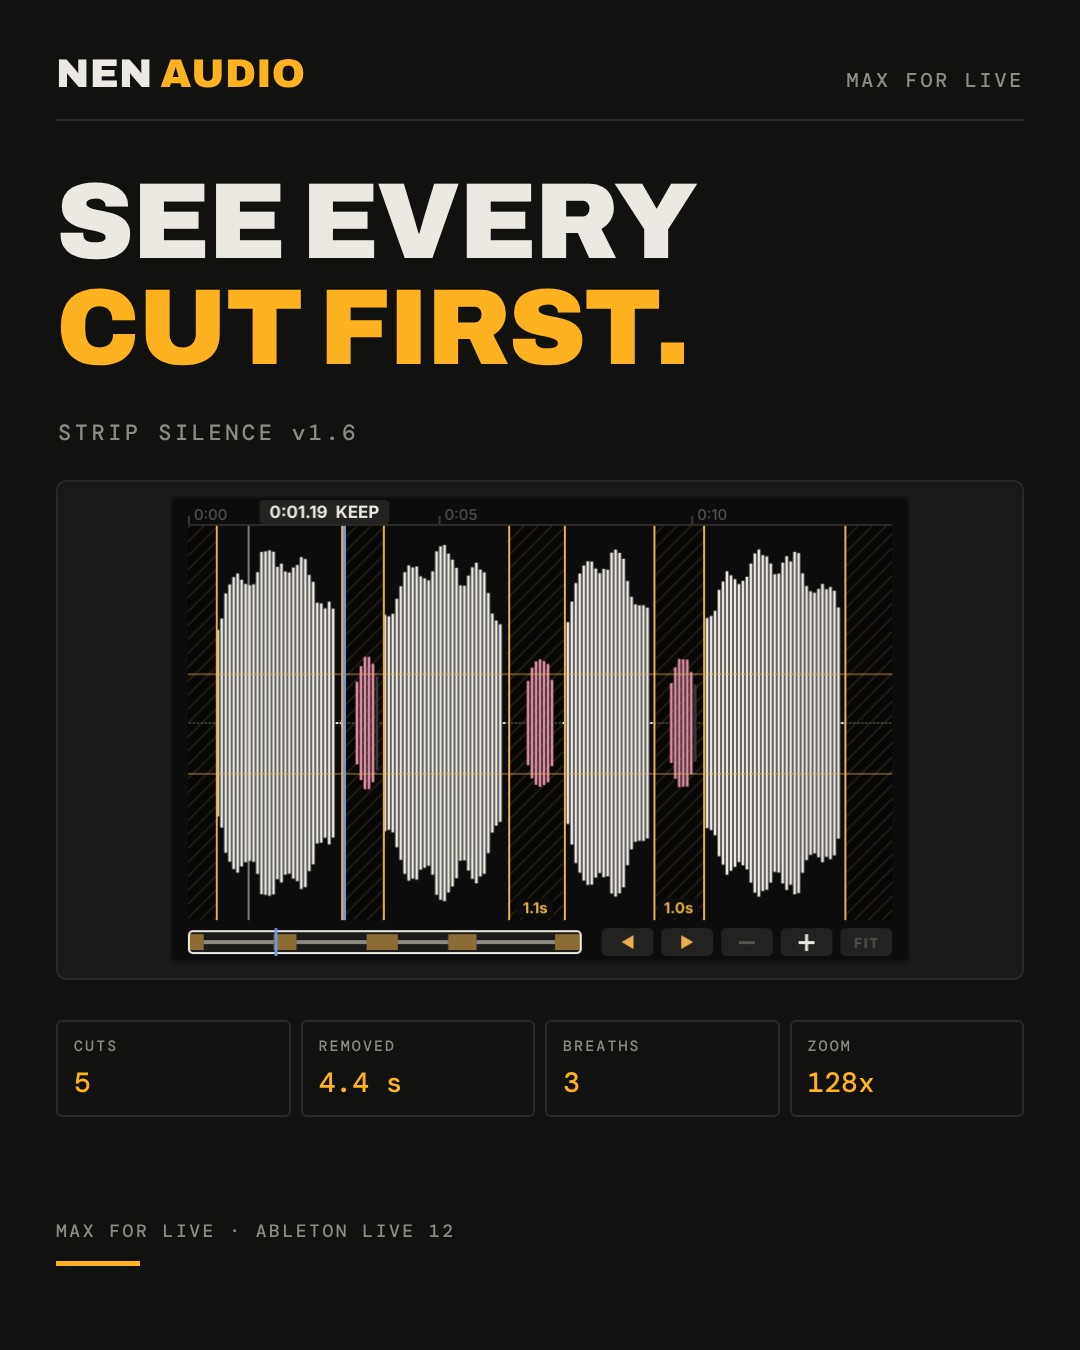 NEN AUDIO
MAX FOR LIVE
SEE EVERY
CUT FIRST.
STRIP SILENCE v1.6
0:00
0:01.19 KEEP
0:05
0:10
1.1s
1.0s
FIT
CUTS
5
REMOVED
4.4 s
BREATHS
3
ZOOM
128x
MAX FOR LIVE · ABLETON LIVE 12